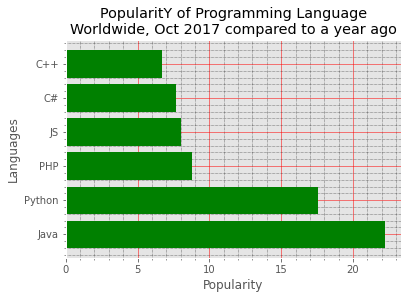 PopularitY of Programming Language
Worldwide, Oct 2017 compared to a year ago
C++
C#
JS
PHP
Python
Java
Languages
0 5 10 15 20
Popularity